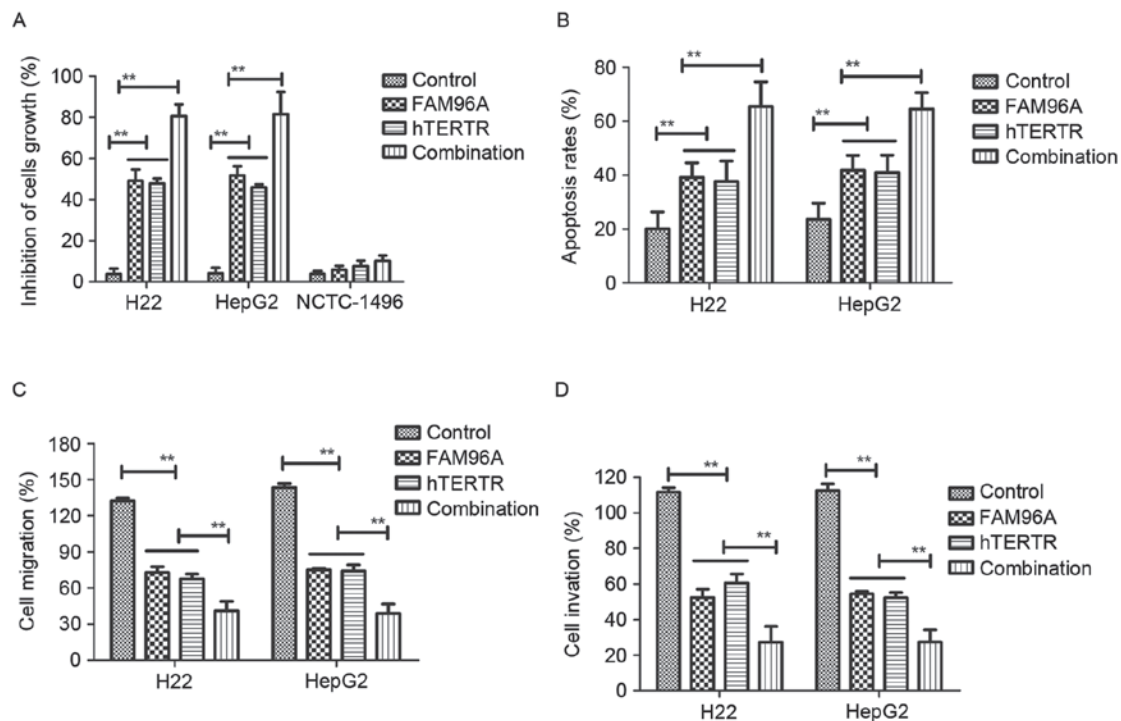 A
Inhibition of cells growth (%)
100
80
60
40
20
0
**
**
**
**
H22
HepG2
NCTC-1496
Control
FAM96A
hTERTR
Combination
B
Apoptosis rates (%)
80
60
40
20
0
**
**
**
**
H22
HepG2
Control
FAM96A
hTERTR
Combination
C
Cell migration (%)
180
150
120
90
60
30
0
**
**
**
**
H22
HepG2
Control
FAM96A
hTERTR
Combination
D
Cell invation (%)
120
100
80
60
40
20
0
**
**
**
**
H22
HepG2
Control
FAM96A
hTERTR
Combination